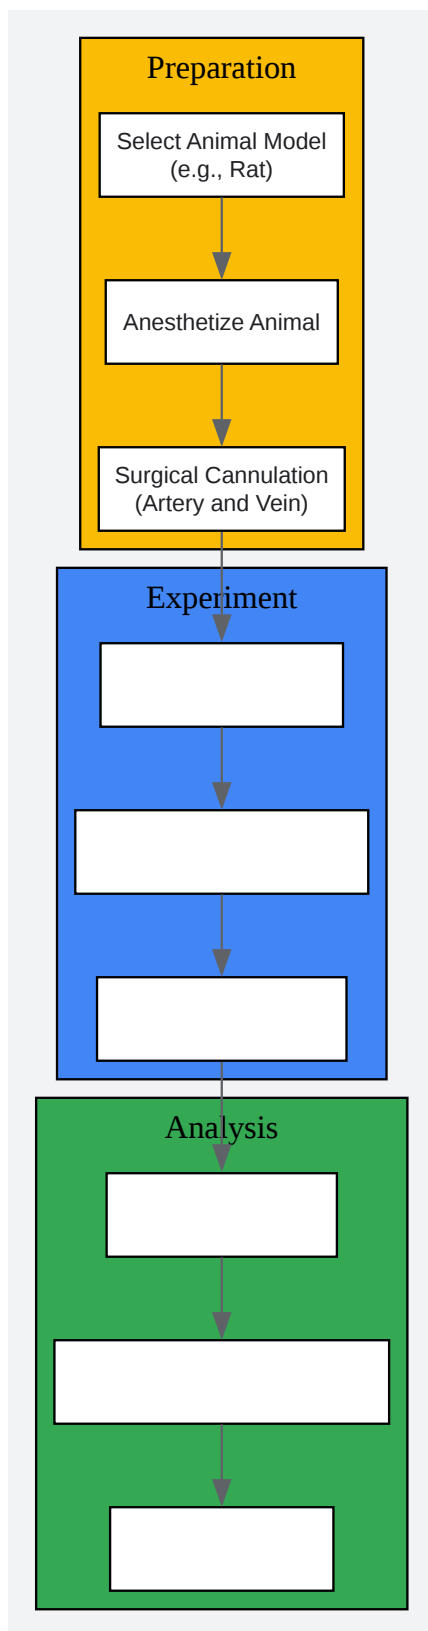 Preparation
Select Animal Model
(e.g., Rat)
Anesthetize Animal
Surgical Cannulation
(Artery and Vein)
Experiment
Analysis